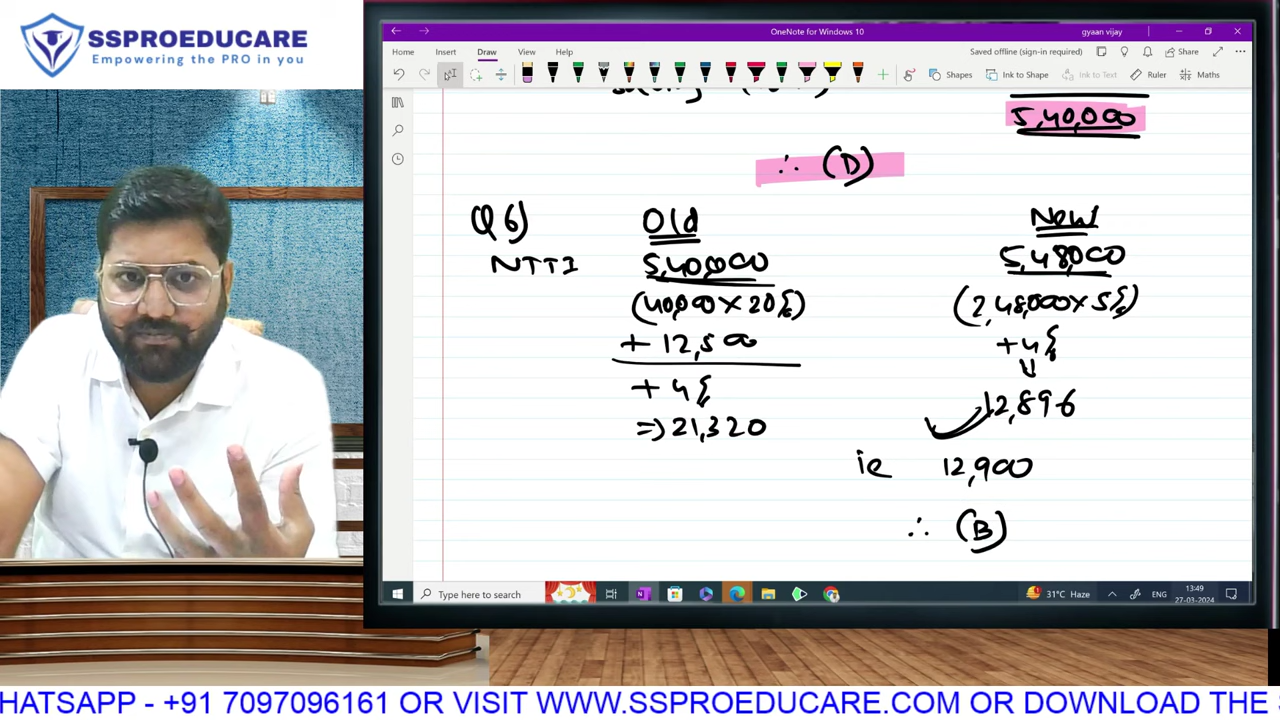 SSPROEDUCARE
Empowering the PRO in you
OneNote for Windows 10
gyaan vijay
Home Insert Draw View Help
Saved offline (sign-in required)
Share
Shapes
Ink to Shape
Ink to Text
Ruler
Maths
5,40,000
∴ (D)
Q6) Old New
NTTI 5,40,000 5,48,000
(40,000 x 20%) (2,48,000 x 5%)
+ 12,500 + 4%
+ 4% 12,896
=> 21,320
ie 12,900
∴ (B)
Type here to search
31°C Haze
ENG
13:49
27-03-2024
HATSAPP - +91 7097096161 OR VISIT WWW.SSPROEDUCARE.COM OR DOWNLOAD THE